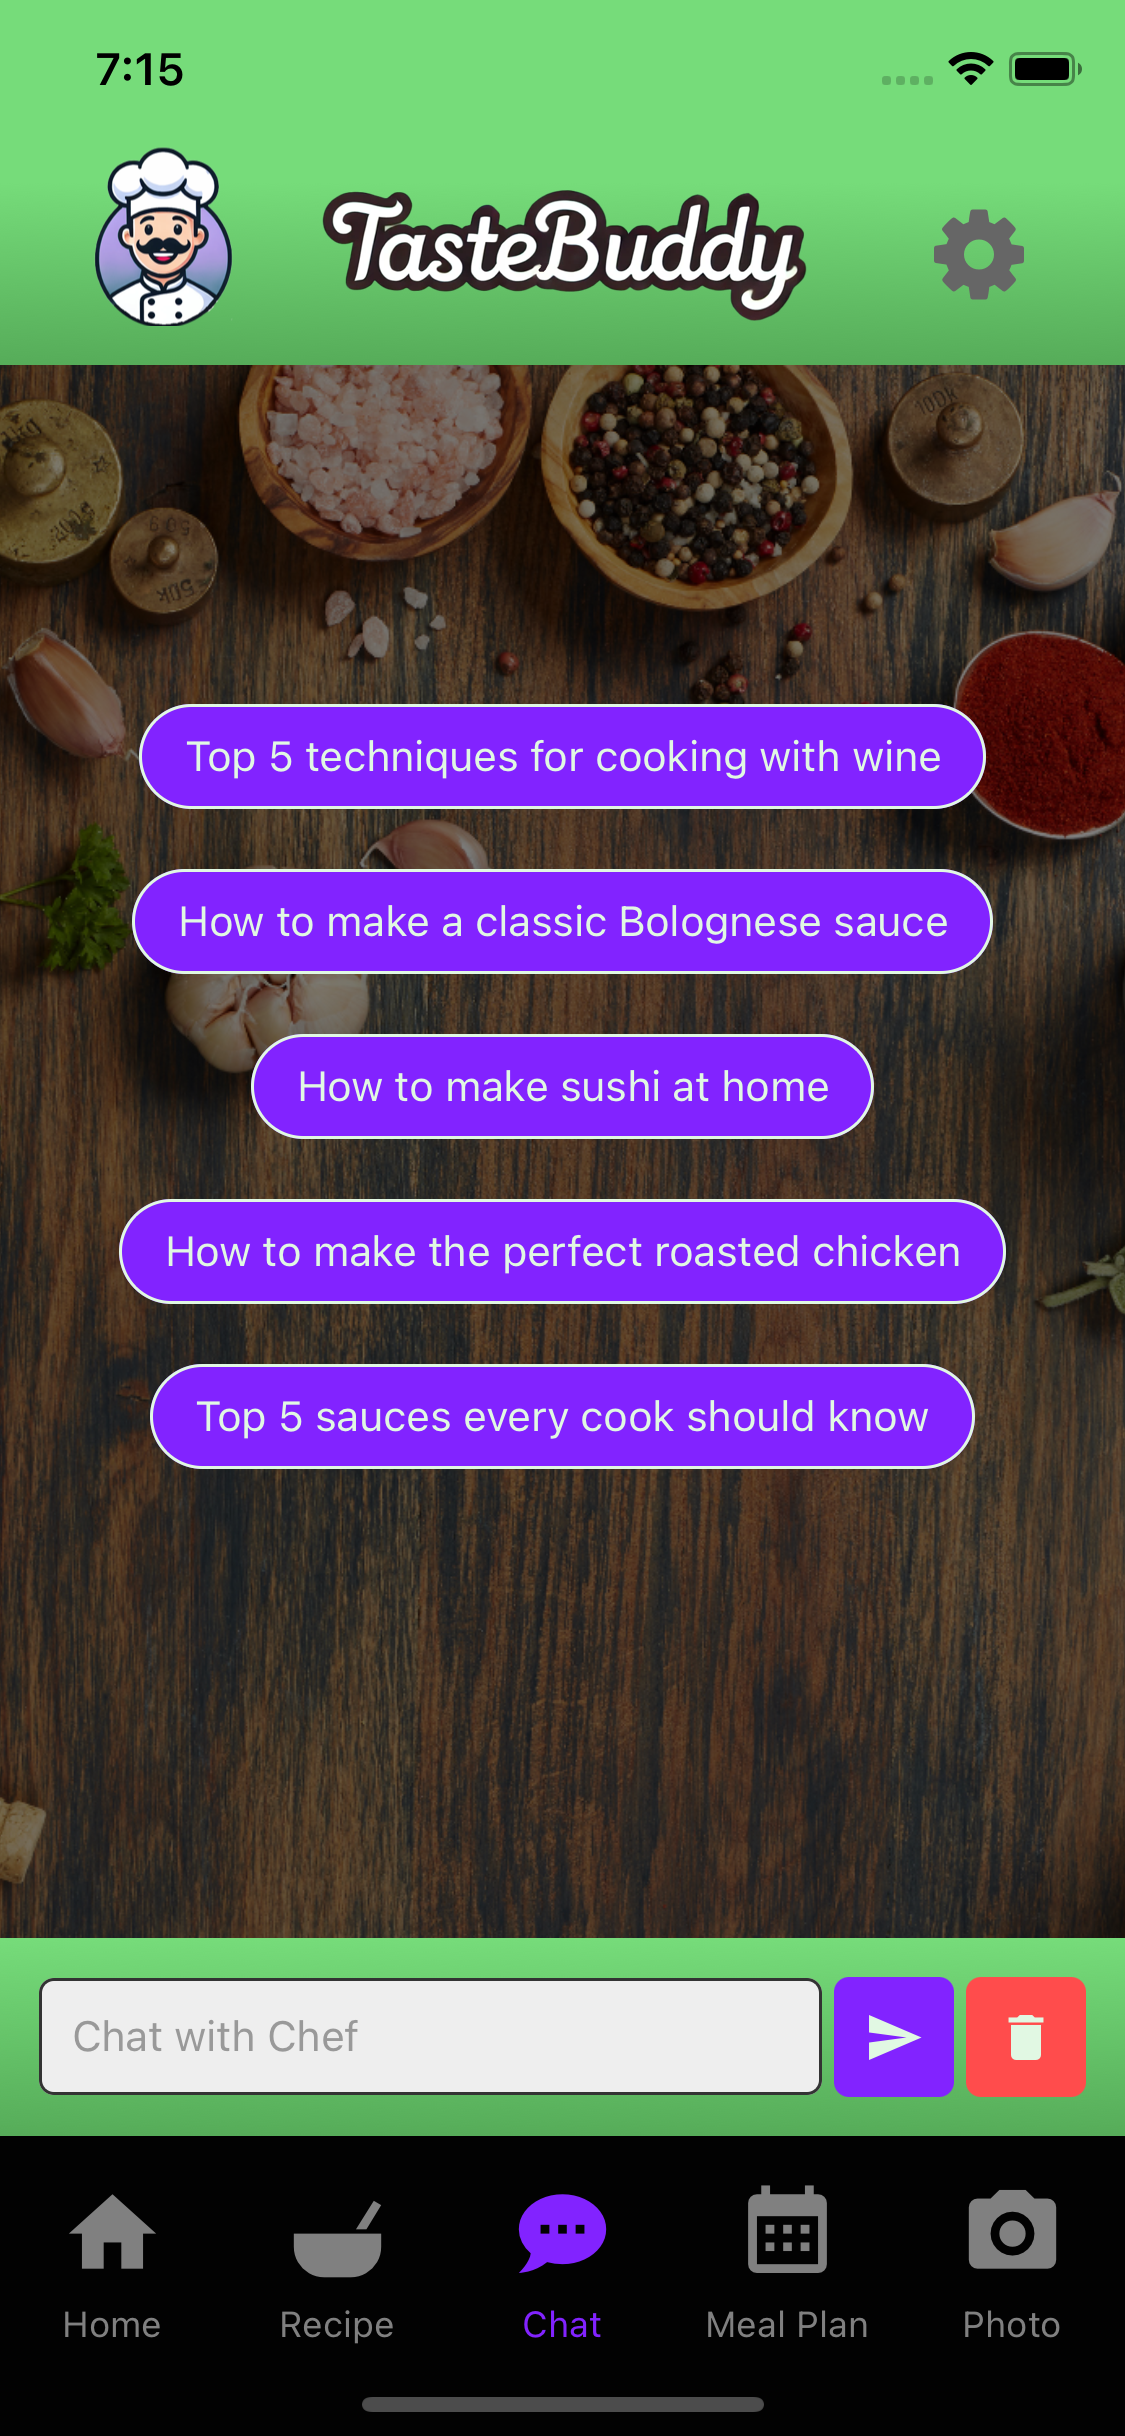 7:15
TasteBuddy
Top 5 techniques for cooking with wine
How to make a classic Bolognese sauce
How to make sushi at home
How to make the perfect roasted chicken
Top 5 sauces every cook should know
Chat with Chef
Home
Recipe
Chat
Meal Plan
Photo